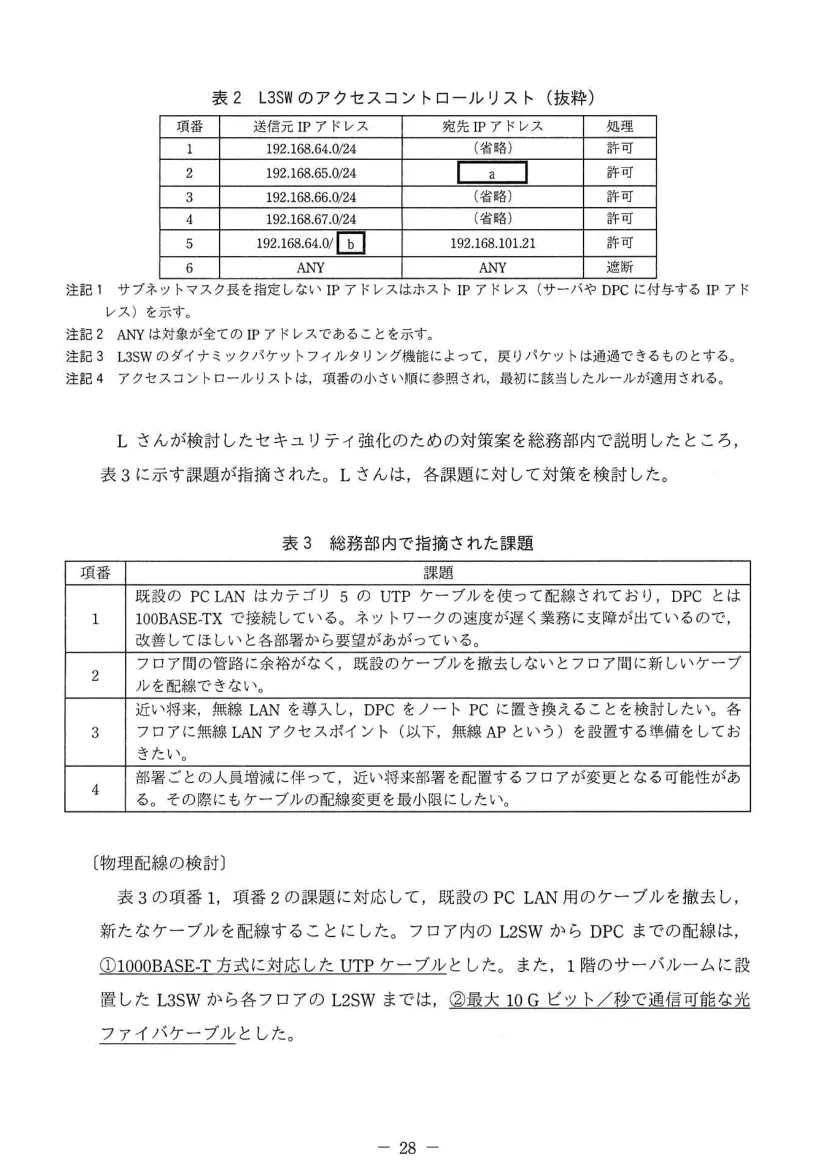 表2 L3SWのアクセスコントロールリスト（抜粋）
項番 送信元 IP アドレス 宛先 IP アドレス 処理
1 192.168.64.0/24 （省略） 許可
2 192.168.65.0/24 a 許可
3 192.168.66.0/24 （省略） 許可
4 192.168.67.0/24 （省略） 許可
5 192.168.64.0/ b 192.168.101.21 許可
6 ANY ANY 遮断
注記1 サブネットマスク長を指定しない IP アドレスはホスト IP アドレス（サーバや DPC に付与する IP アド
レス）を示す。
注記2 ANY は対象が全ての IP アドレスであることを示す。
注記3 L3SW のダイナミックパケットフィルタリング機能によって，戻りパケットは通過できるものとする。
注記4 アクセスコントロールリストは，項番の小さい順に参照され，最初に該当したルールが適用される。
L さんが検討したセキュリティ強化のための対策案を総務部内で説明したところ，
表3に示す課題が指摘された。L さんは，各課題に対して対策を検討した。
表3 総務部内で指摘された課題
項番 課題
1 既設の PC LAN はカテゴリ 5 の UTP ケーブルを使って配線されており，DPC とは
100BASE-TX で接続している。ネットワークの速度が遅く業務に支障が出ているので，
改善してほしいと各部署から要望があがっている。
2 フロア間の管路に余裕がなく，既設のケーブルを撤去しないとフロア間に新しいケーブ
ルを配線できない。
3 近い将来，無線 LAN を導入し，DPC をノート PC に置き換えることを検討したい。各
フロアに無線 LAN アクセスポイント（以下，無線 AP という）を設置する準備をしてお
きたい。
4 部署ごとの人員増減に伴って，近い将来部署を配置するフロアが変更となる可能性があ
る。その際にもケーブルの配線変更を最小限にしたい。
〔物理配線の検討〕
表3の項番1，項番2の課題に対応して，既設の PC LAN 用のケーブルを撤去し，
新たなケーブルを配線することにした。フロア内の L2SW から DPC までの配線は，
①1000BASE-T 方式に対応した UTP ケーブルとした。また，1階のサーバルームに設
置した L3SW から各フロアの L2SW までは，②最大 10 G ビット／秒で通信可能な光
ファイバケーブルとした。
－ 28 －